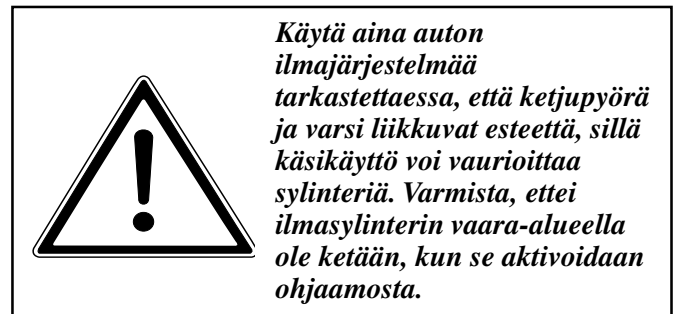 Käytä aina auton
ilmajärjestelmää
tarkastettaessa, että ketjupyörä
ja varsi liikkuvat esteettä, sillä
käsikäyttö voi vaurioittaa
sylinteriä. Varmista, ettei
ilmasylinterin vaara-alueella
ole ketään, kun se aktivoidaan
ohjaamosta.